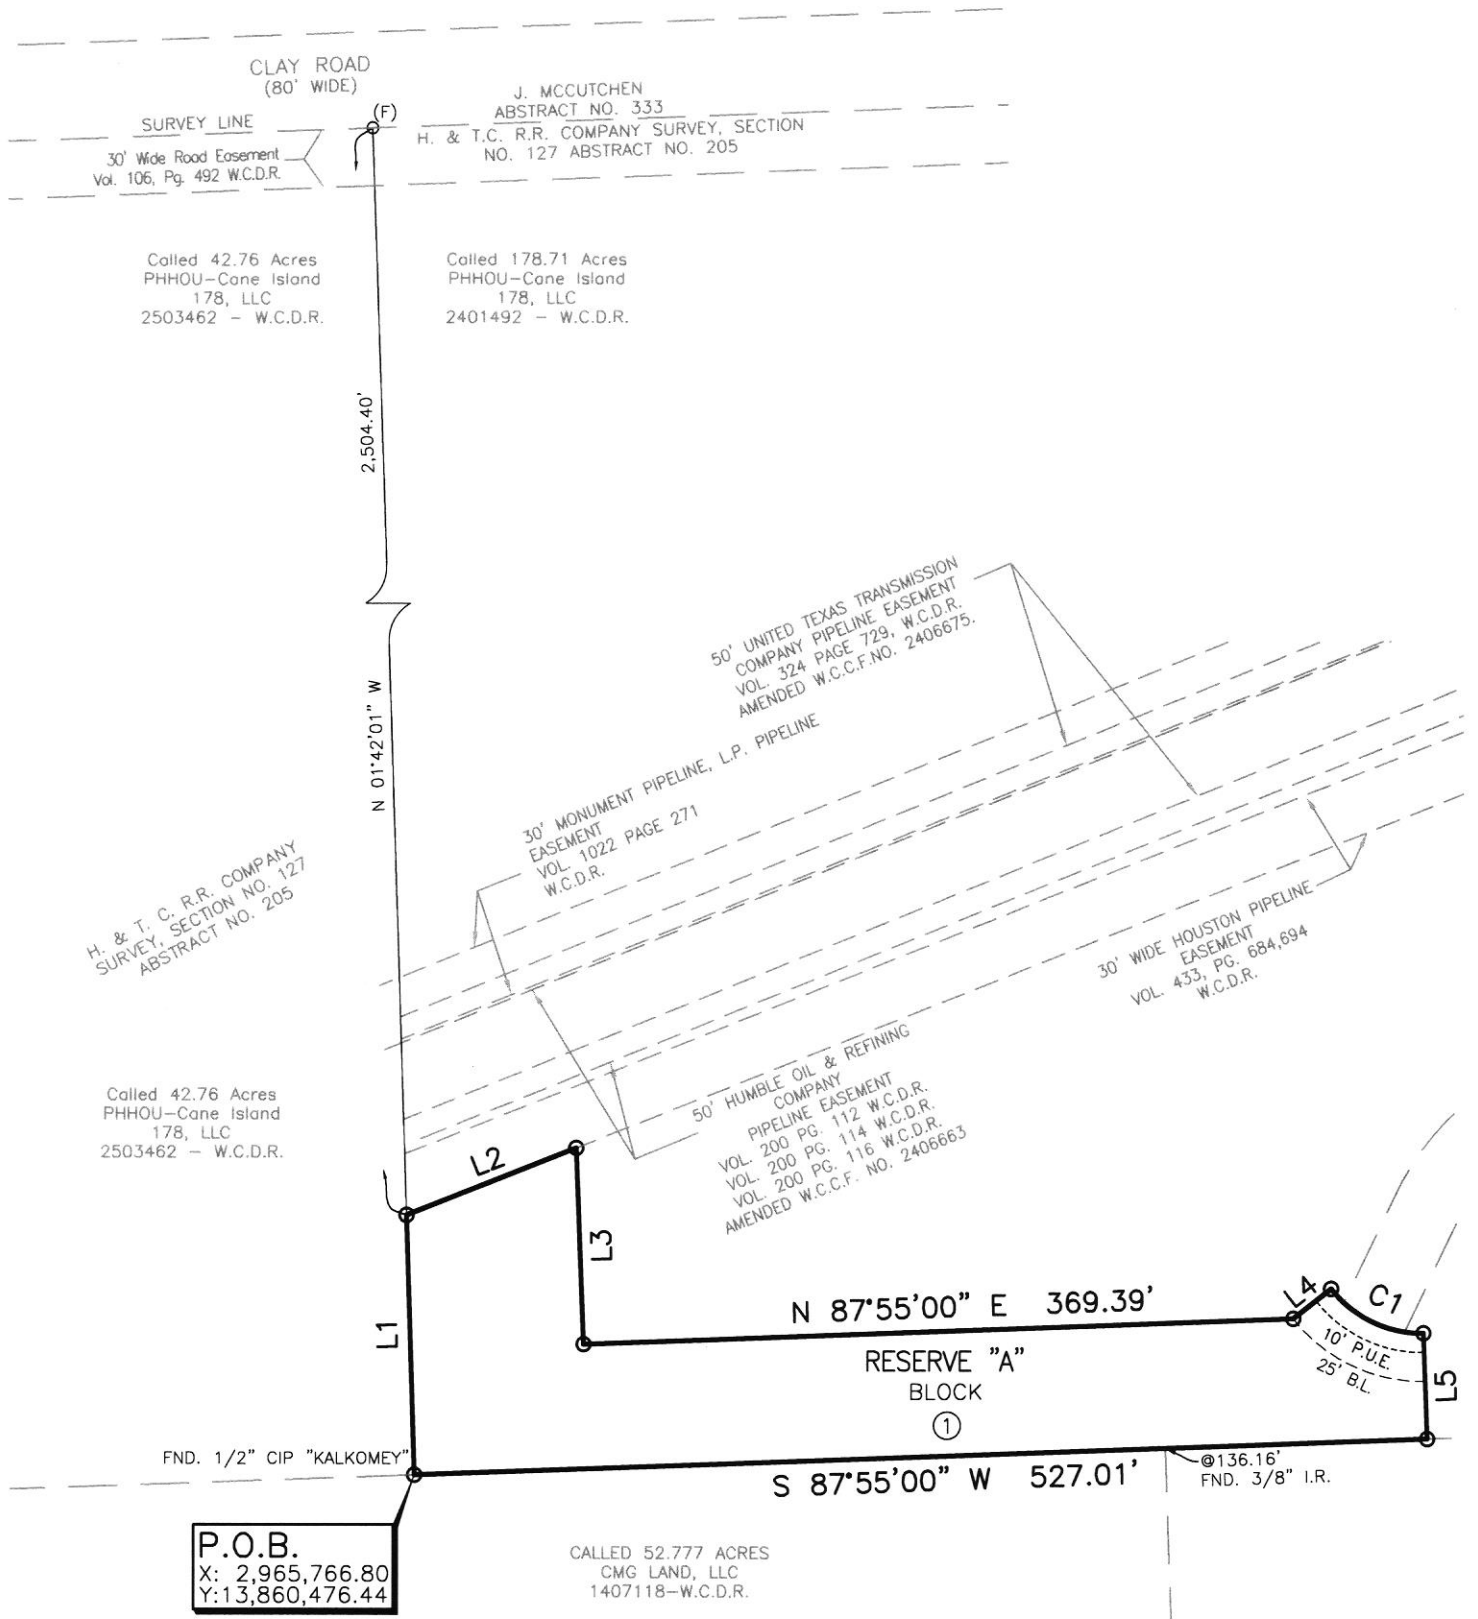 CLAY ROAD
(80' WIDE)
J. MCCUTCHEN
ABSTRACT NO. 333
(F)
SURVEY LINE
H. & T.C. R.R. COMPANY SURVEY, SECTION
NO. 127 ABSTRACT NO. 205
30' Wide Road Easement
Vol. 106, Pg. 492 W.C.D.R.
Called 42.76 Acres
PHHOU-Cane Island
178, LLC
2503462 - W.C.D.R.
Called 178.71 Acres
PHHOU-Cane Island
178, LLC
2401492 - W.C.D.R.
2,504.40'
N 01°42'01" W
50' UNITED TEXAS TRANSMISSION
COMPANY PIPELINE EASEMENT
VOL. 324 PAGE 729, W.C.D.R.
AMENDED W.C.C.F.NO. 2406675.
30' MONUMENT PIPELINE, L.P. PIPELINE
EASEMENT
VOL 1022 PAGE 271
W.C.D.R.
H. & T. C. R.R. COMPANY
SURVEY, SECTION NO. 127
ABSTRACT NO. 205
30' WIDE HOUSTON PIPELINE
EASEMENT
VOL. 433, PG. 684,694
W.C.D.R.
50' HUMBLE OIL & REFINING
COMPANY
PIPELINE EASEMENT
VOL. 200 PG. 112 W.C.D.R.
VOL. 200 PG. 114 W.C.D.R.
VOL. 200 PG. 116 W.C.D.R.
AMENDED W.C.C.F. NO. 2406663
Called 42.76 Acres
PHHOU-Cane Island
178, LLC
2503462 - W.C.D.R.
L2
L3
L1
N 87°55'00" E 369.39'
L4
C1
10' P.U.E.
25' B.L.
L5
RESERVE "A"
BLOCK
1
FND. 1/2" CIP "KALKOMEY"
S 87°55'00" W 527.01'
@136.16'
FND. 3/8" I.R.
P.O.B.
X: 2,965,766.80
Y:13,860,476.44
CALLED 52.777 ACRES
CMG LAND, LLC
1407118-W.C.D.R.